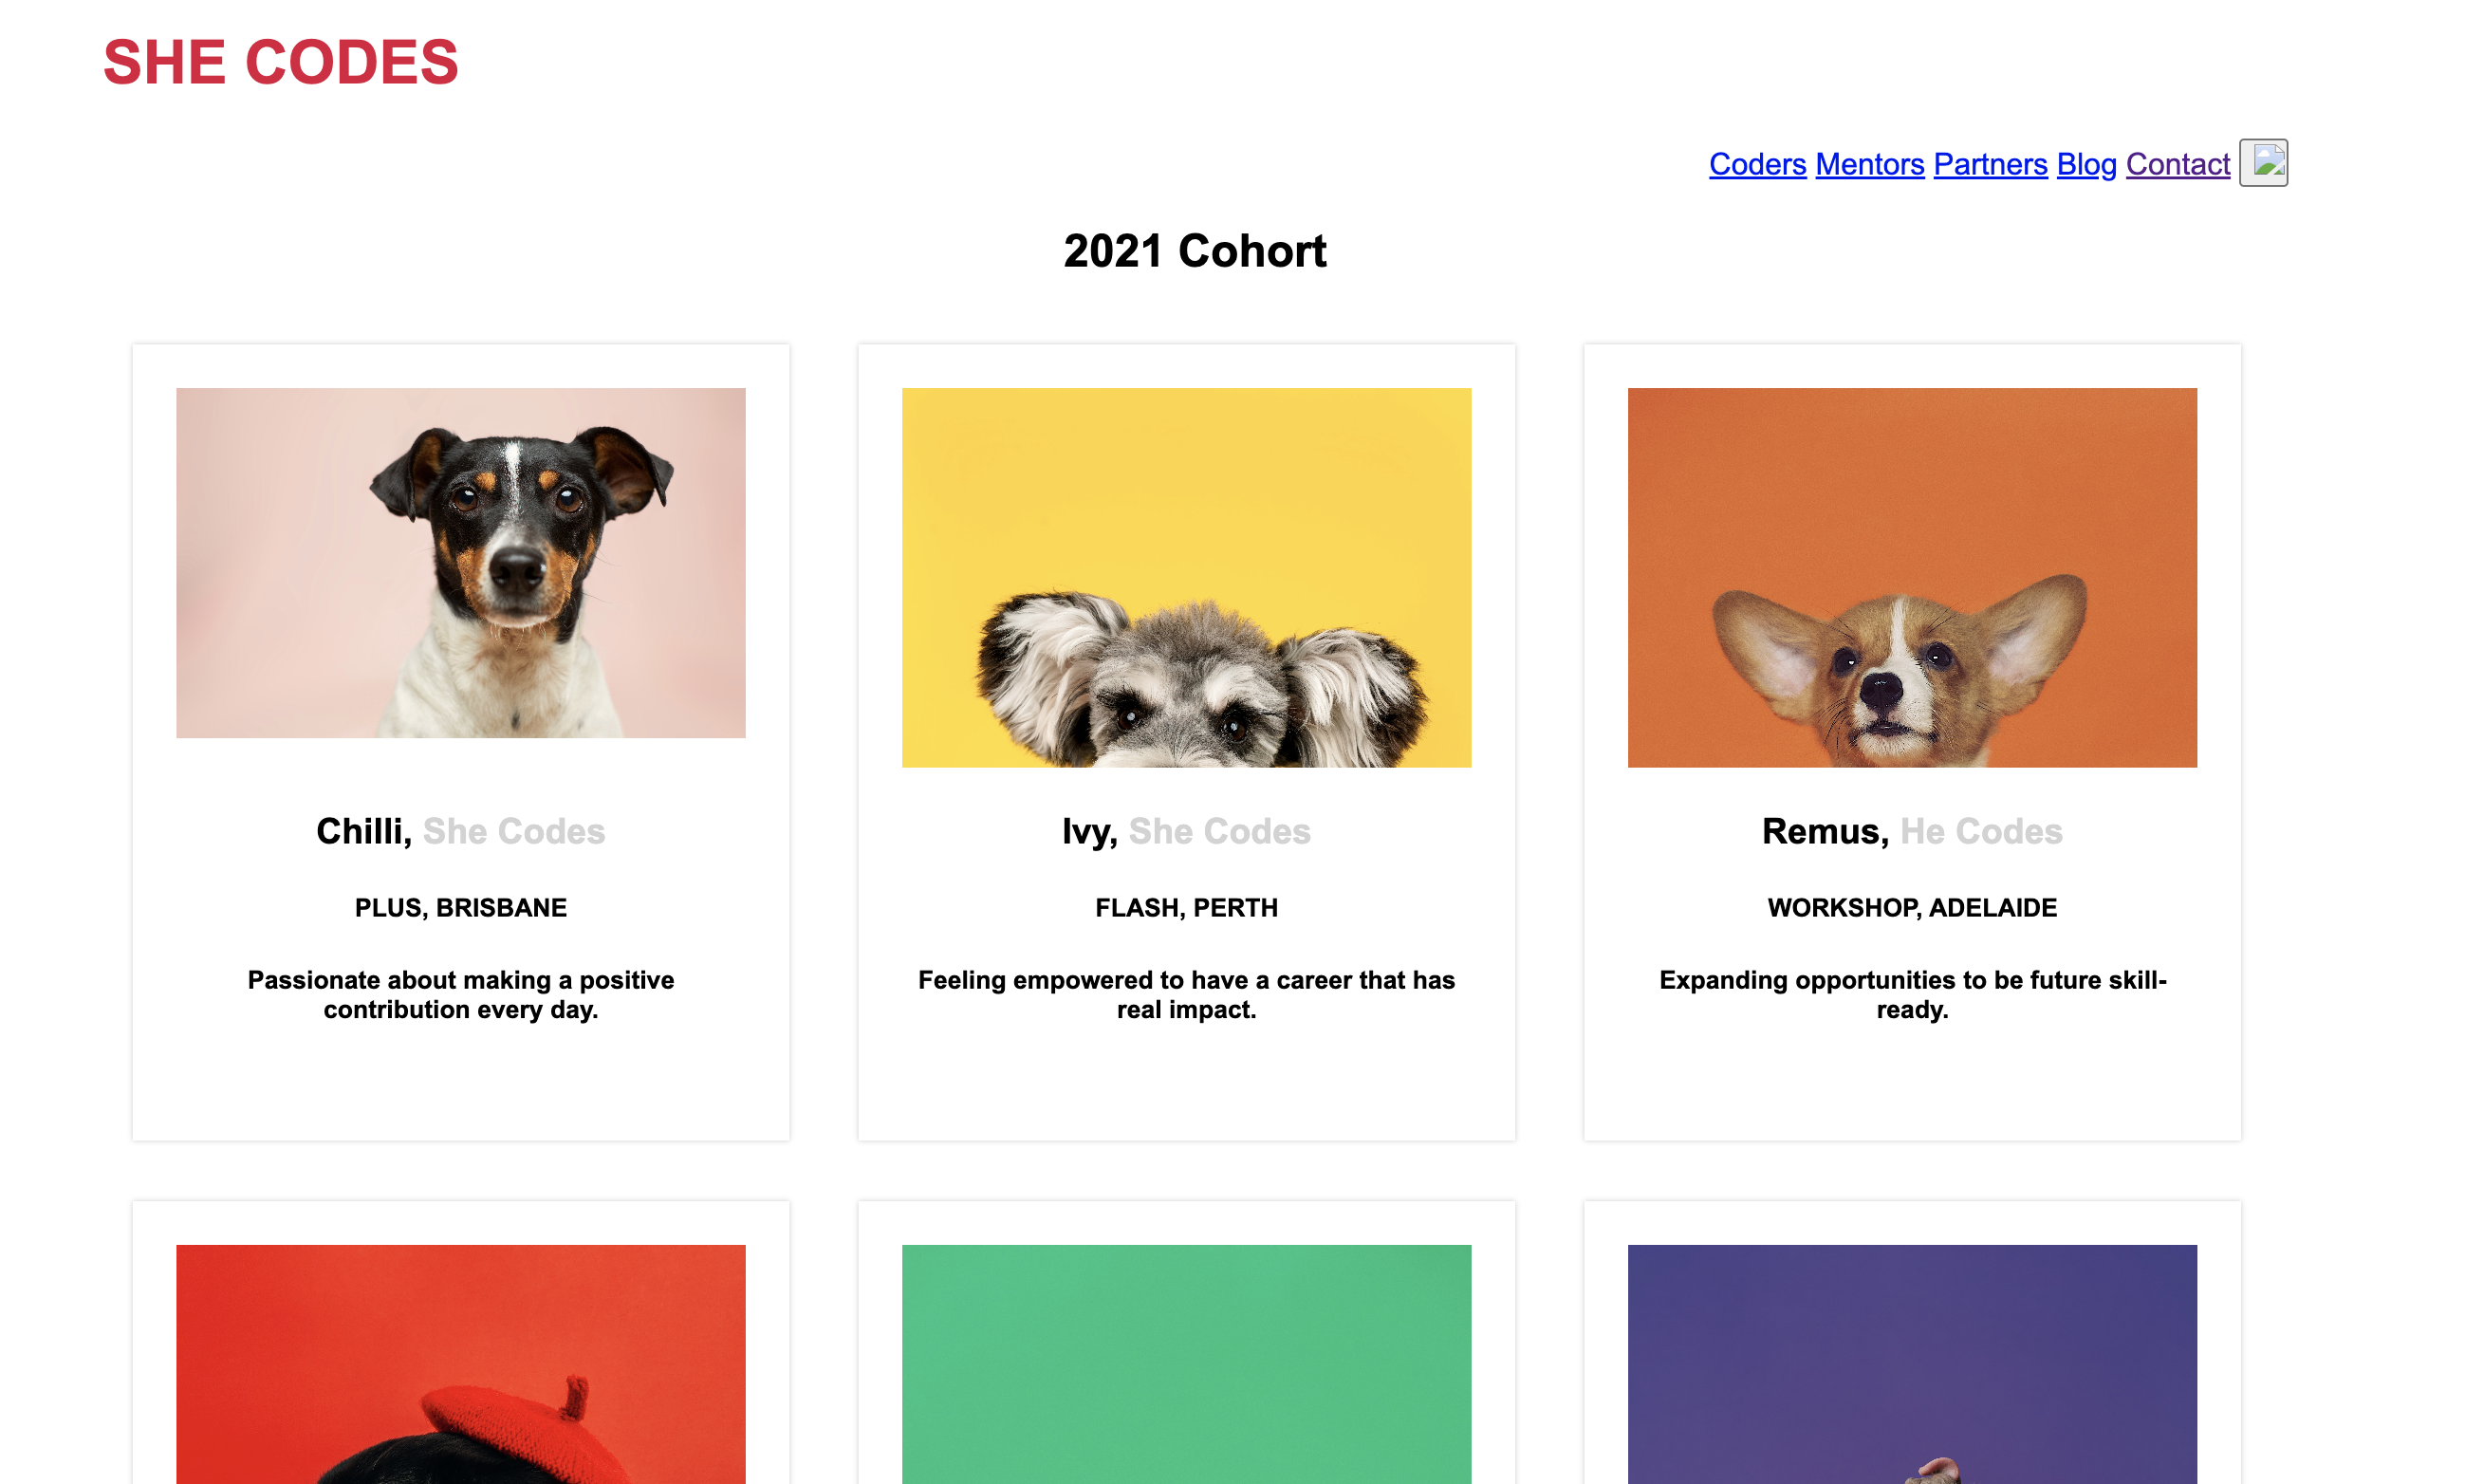 SHE CODES
Coders Mentors Partners Blog Contact
2021 Cohort
Chilli, She Codes
PLUS, BRISBANE
Passionate about making a positive
contribution every day.
Ivy, She Codes
FLASH, PERTH
Feeling empowered to have a career that has
real impact.
Remus, He Codes
WORKSHOP, ADELAIDE
Expanding opportunities to be future skill-
ready.